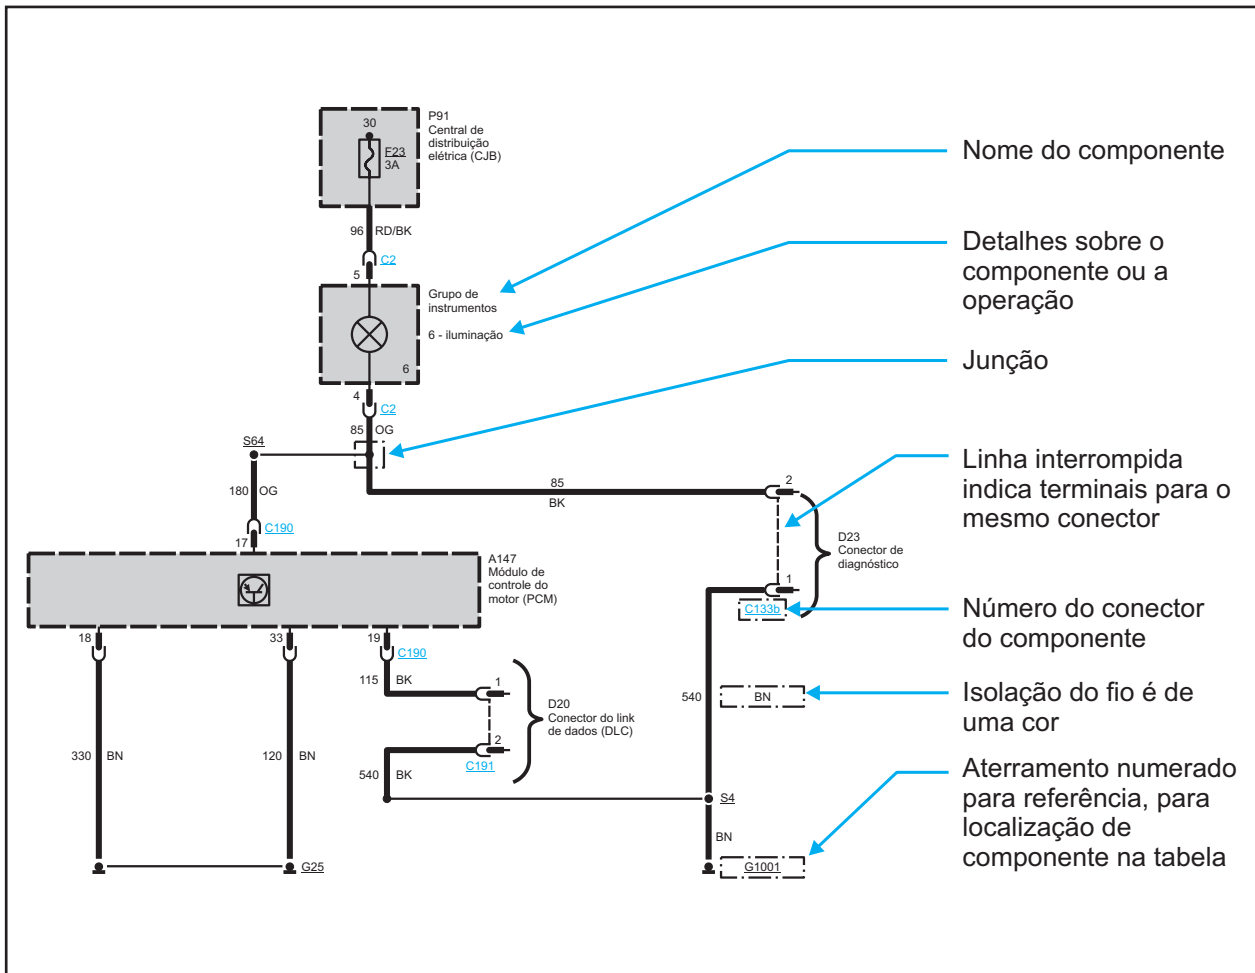 P91
Central de
distribuição
elétrica (CJB)
30
F23
3A
96 RD/BK
C2
5
Grupo de
instrumentos
6 - iluminação
6
4
C2
85 OG
S64
180 OG
C190
17
85
BK
2
D23
Conector de
diagnóstico
1
C133b
A147
Módulo de
controle do
motor (PCM)
18
33
19
C190
115 BK
1
D20
Conector do link
de dados (DLC)
2
C191
540 BK
330 BN
120 BN
G25
540
BN
S4
BN
G1001
Nome do componente
Detalhes sobre o
componente ou a
operação
Junção
Linha interrompida
indica terminais para o
mesmo conector
Número do conector
do componente
Isolação do fio é de
uma cor
Aterramento numerado
para referência, para
localização de
componente na tabela